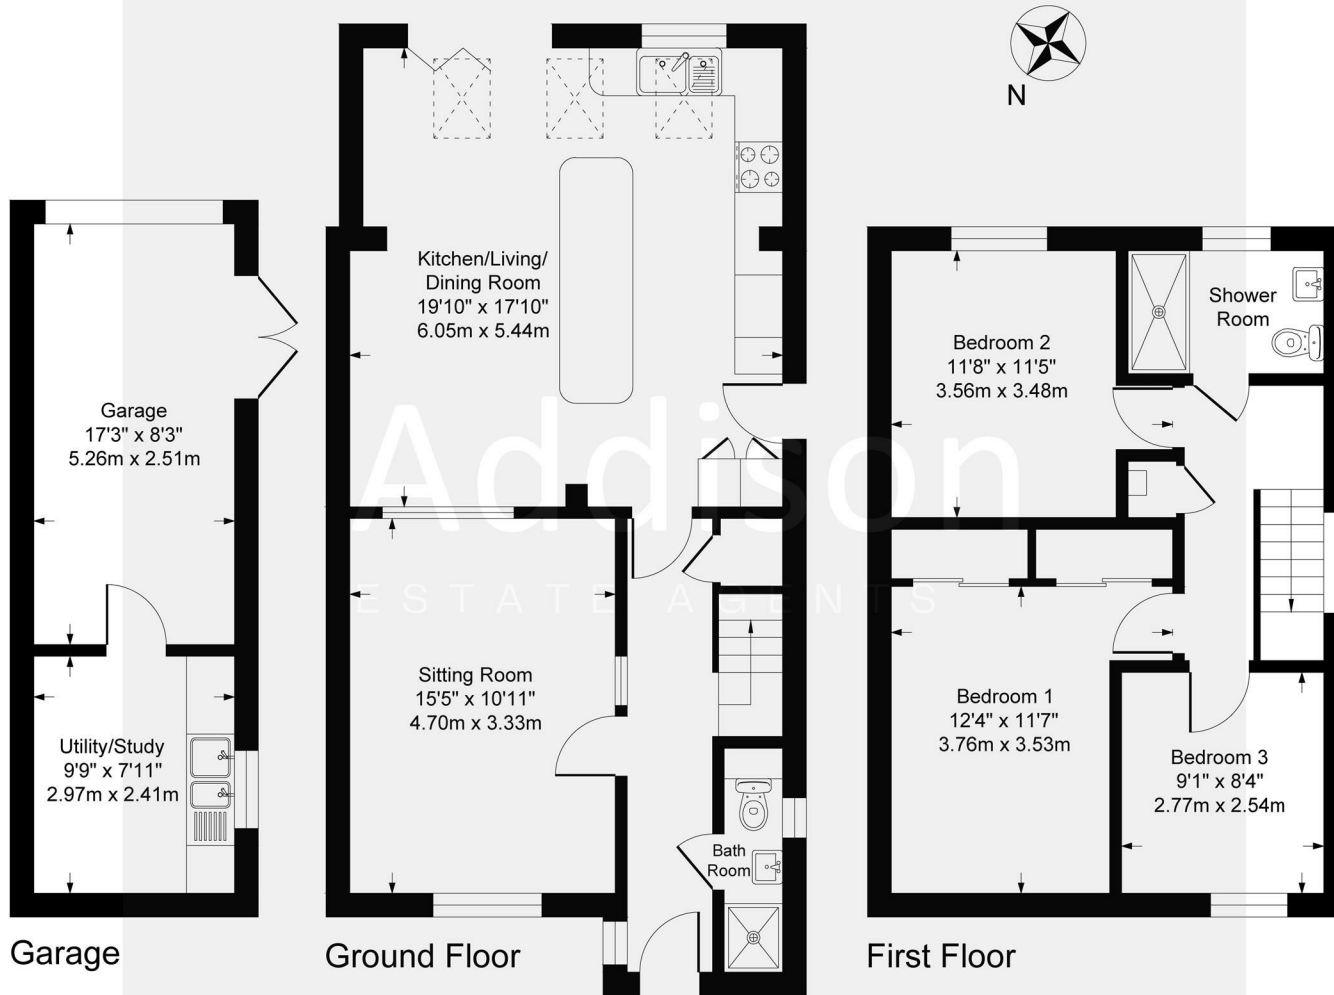 N
Kitchen/Living/
Dining Room
19'10" x 17'10"
6.05m x 5.44m
Garage
17'3" x 8'3"
5.26m x 2.51m
Utility/Study
9'9" x 7'11"
2.97m x 2.41m
Sitting Room
15'5" x 10'11"
4.70m x 3.33m
Bath
Room
Shower
Room
Bedroom 2
11'8" x 11'5"
3.56m x 3.48m
Bedroom 1
12'4" x 11'7"
3.76m x 3.53m
Bedroom 3
9'1" x 8'4"
2.77m x 2.54m
Addison
ESTATE AGENTS
Garage
Ground Floor
First Floor